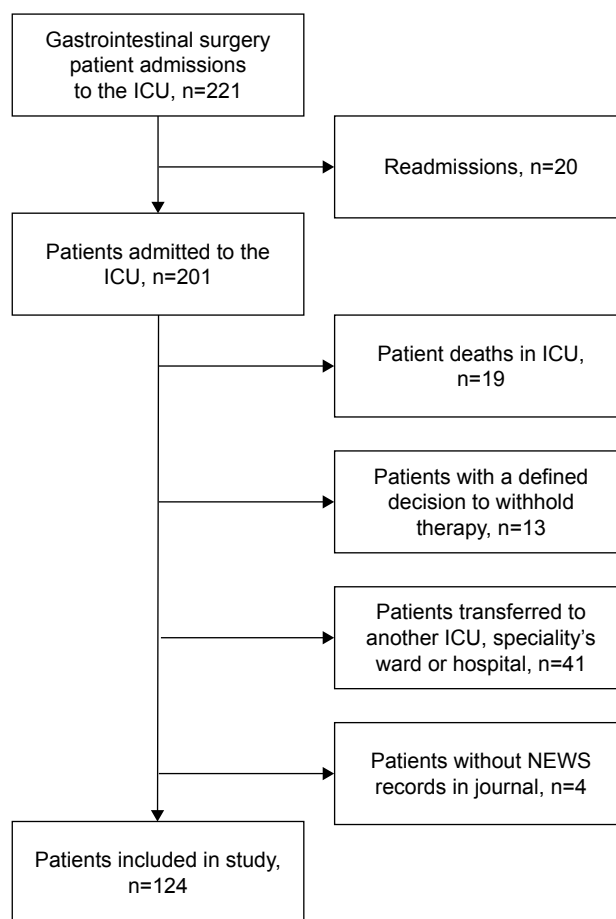 Gastrointestinal surgery
patient admissions
to the ICU, n=221
Readmissions, n=20
Patients admitted to the
ICU, n=201
Patient deaths in ICU,
n=19
Patients with a defined
decision to withhold
therapy, n=13
Patients transferred to
another ICU, speciality’s
ward or hospital, n=41
Patients without NEWS
records in journal, n=4
Patients included in study,
n=124